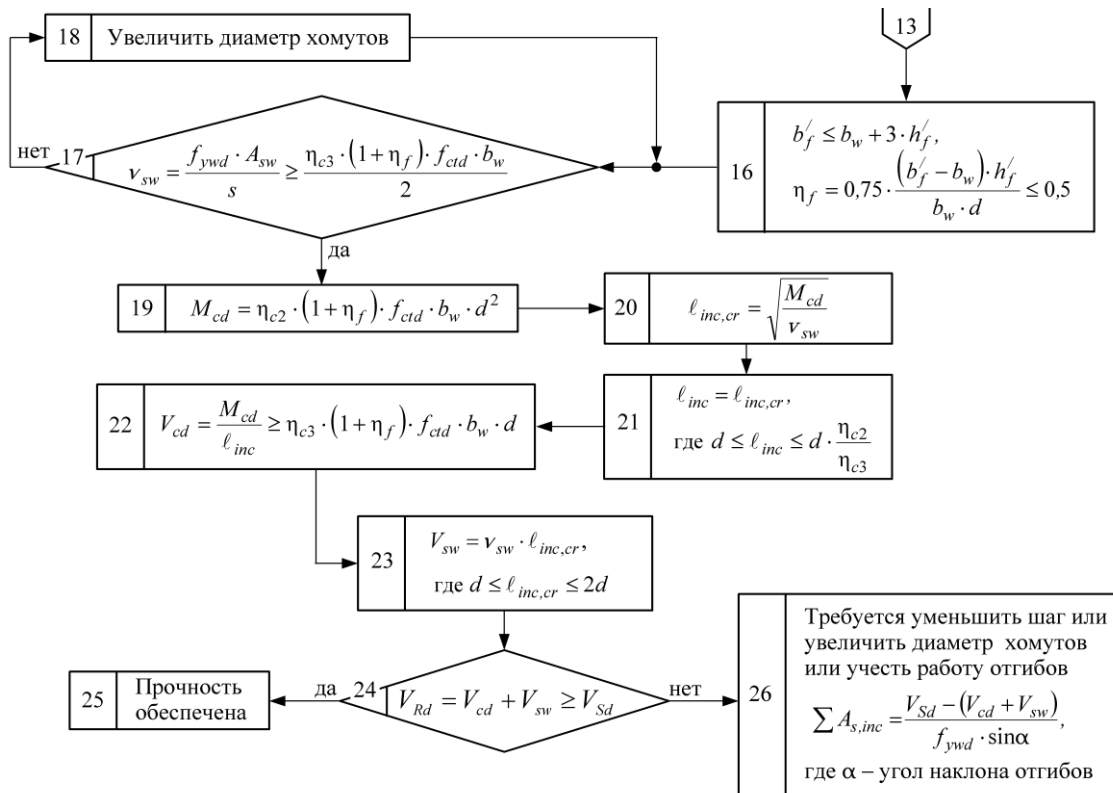 13
18 Увеличить диаметр хомутов
16
b′_f ≤ b_w + 3 · h′_f,
η_f = 0,75 · ((b′_f − b_w) · h′_f) / (b_w · d) ≤ 0,5
нет
17
ν_sw = (f_ywd · A_sw) / s ≥ (η_c3 · (1 + η_f) · f_ctd · b_w) / 2
да
19 M_cd = η_c2 · (1 + η_f) · f_ctd · b_w · d²
20 ℓ_inc,cr = √(M_cd / ν_sw)
21
ℓ_inc = ℓ_inc,cr,
где d ≤ ℓ_inc ≤ d · η_c2 / η_c3
22 V_cd = M_cd / ℓ_inc ≥ η_c3 · (1 + η_f) · f_ctd · b_w · d
23
V_sw = ν_sw · ℓ_inc,cr,
где d ≤ ℓ_inc,cr ≤ 2d
24
V_Rd = V_cd + V_sw ≥ V_Sd
да
нет
25
Прочность
обеспечена
26
Требуется уменьшить шаг или
увеличить диаметр хомутов
или учесть работу отгибов
∑ A_s,inc = (V_Sd − (V_cd + V_sw)) / (f_ywd · sinα),
где α – угол наклона отгибов